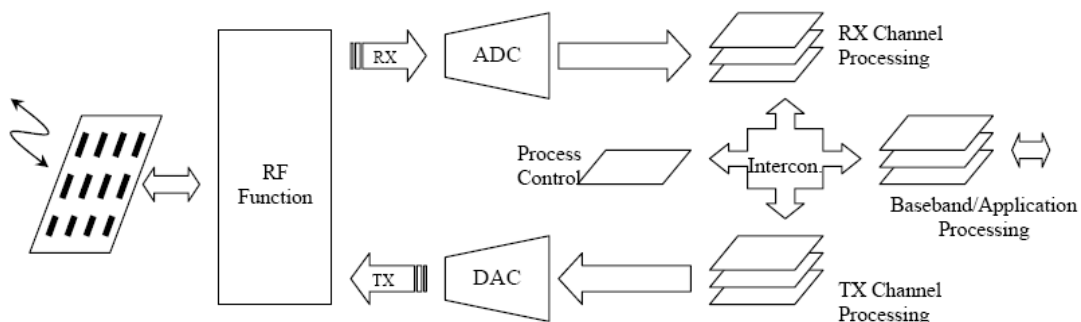 RX
ADC
RX Channel
Processing
RF
Function
Process
Control
Intercon.
Baseband/Application
Processing
TX
DAC
TX Channel
Processing